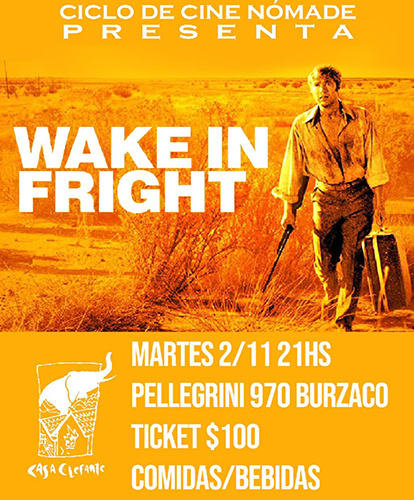 CICLO DE CINE NÓMADE
PRESENTA
WAKE IN
FRIGHT
MARTES 2/11 21HS
PELLEGRINI 970 BURZACO
TICKET $100
COMIDAS/BEBIDAS
CASA ELEFANTE